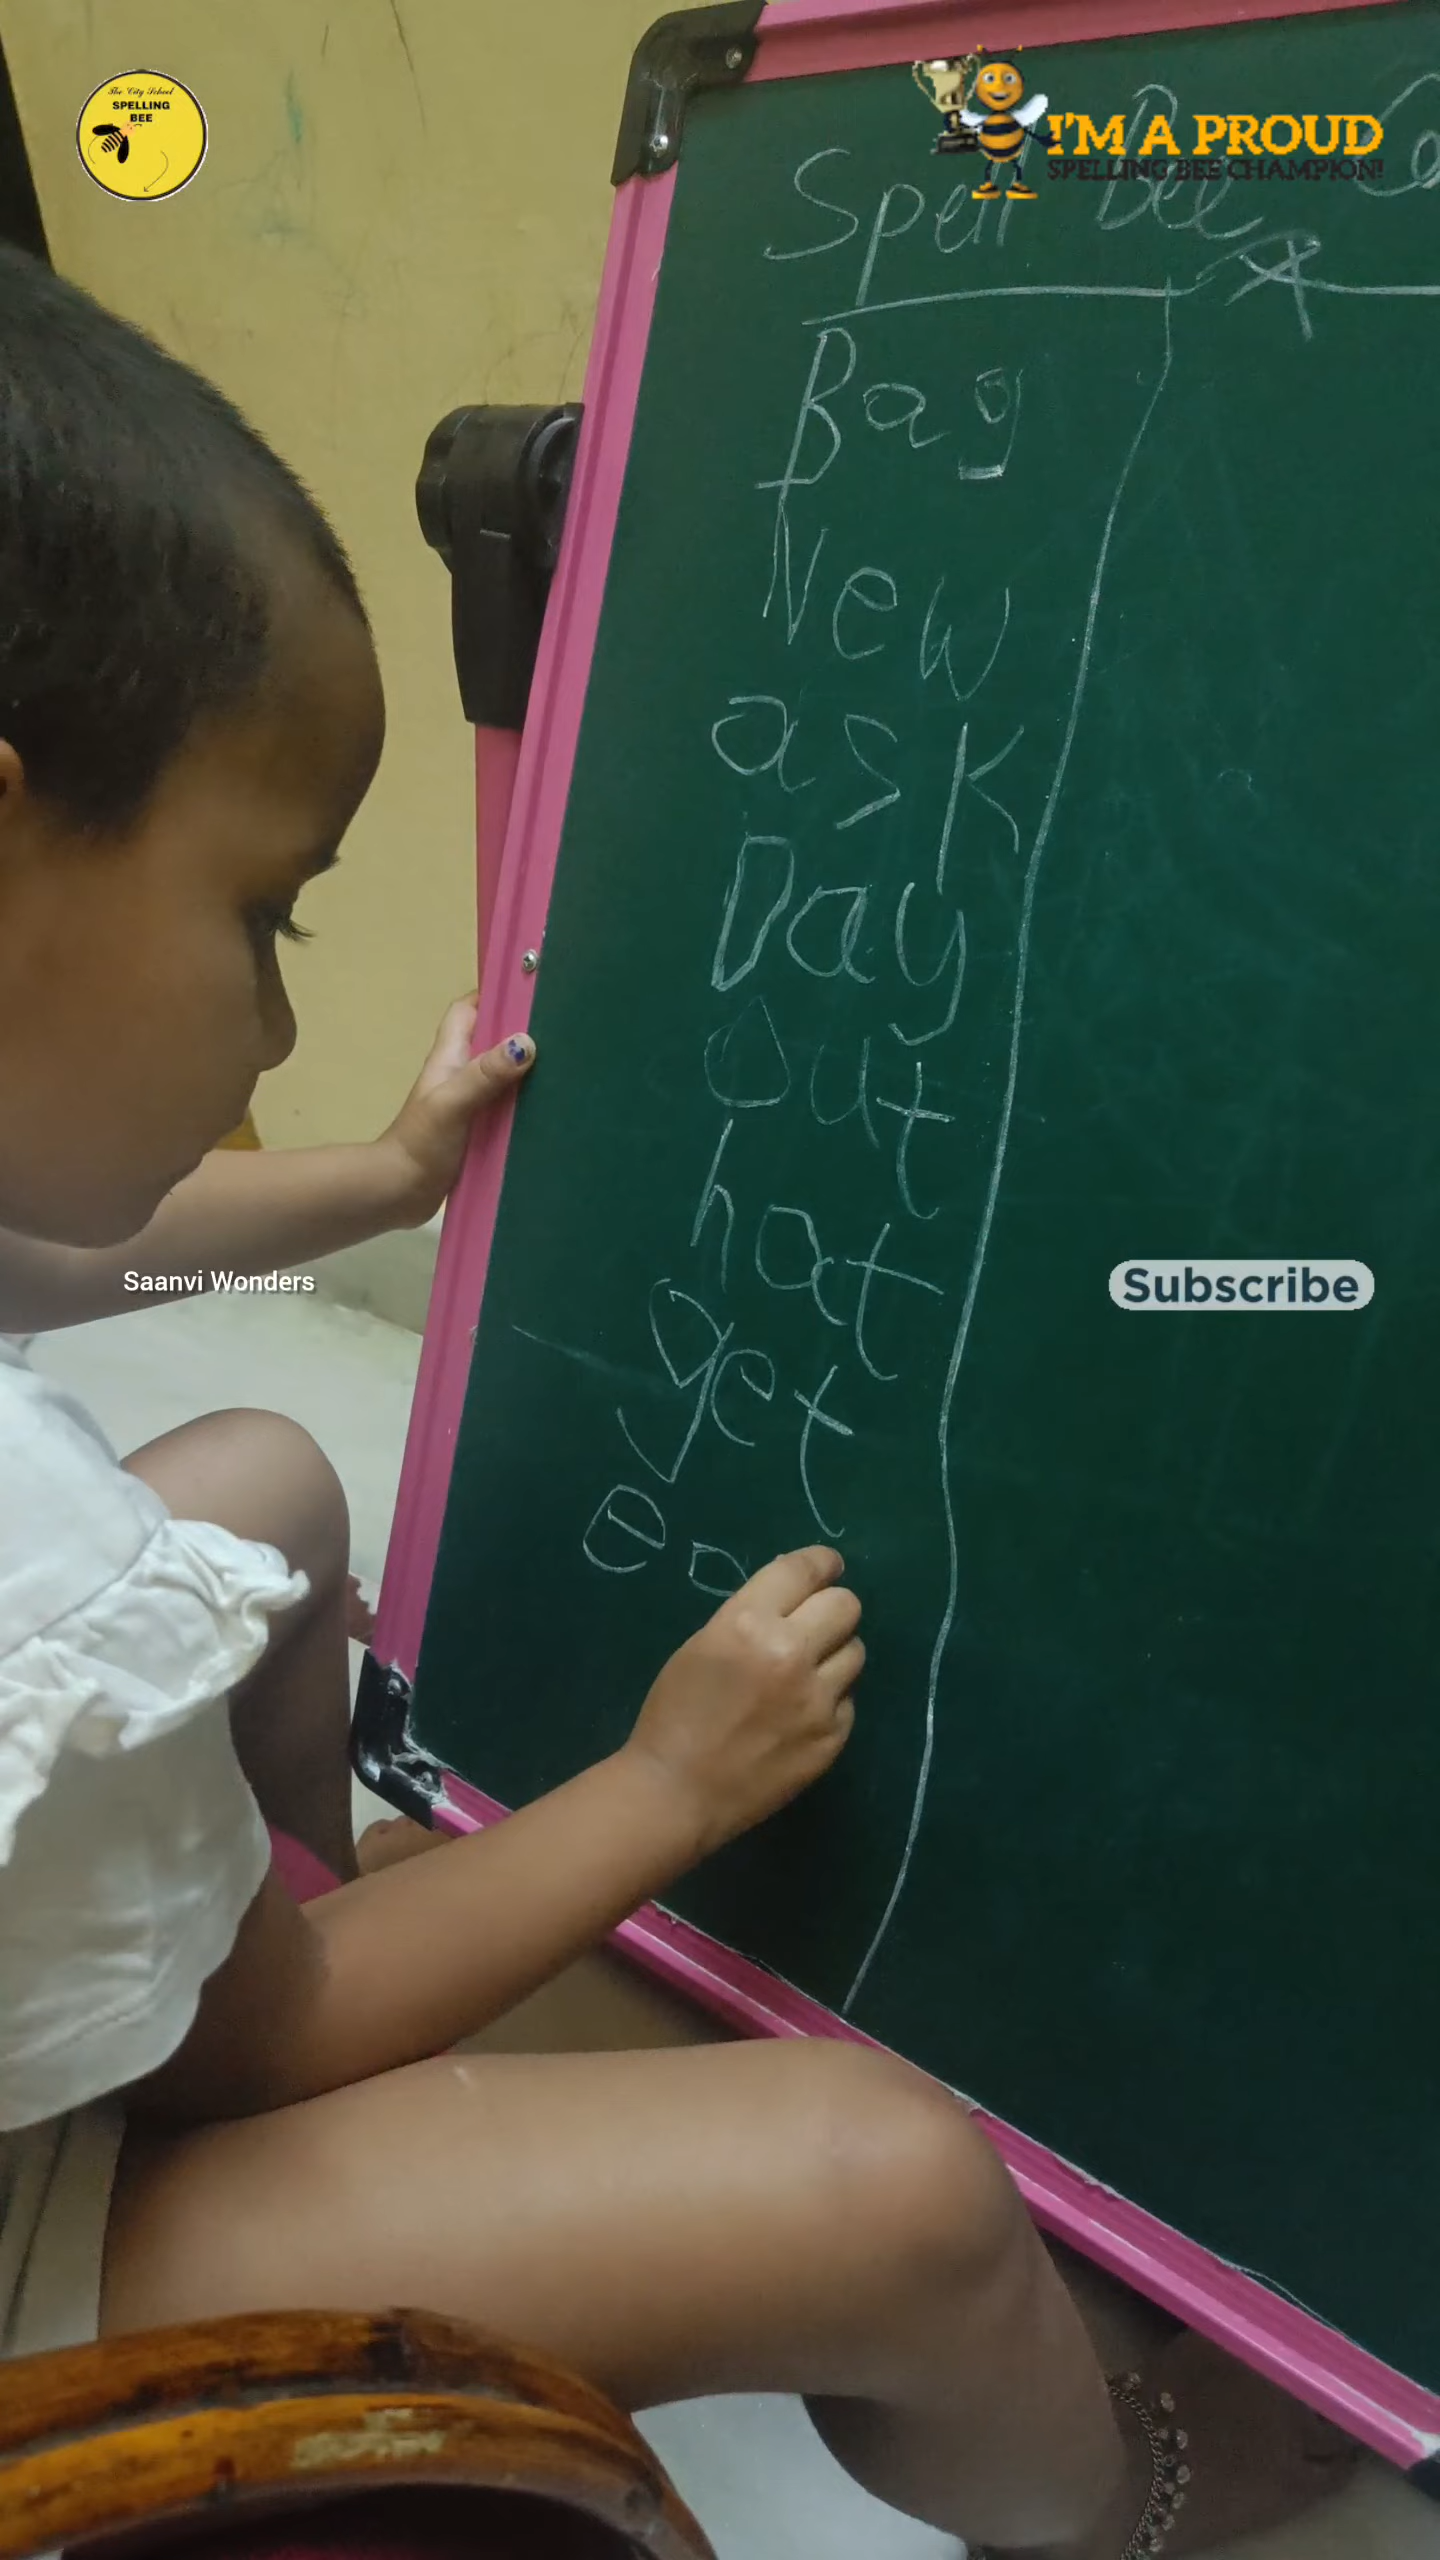 The City School
SPELLING
BEE
I'M A PROUD
SPELLING BEE CHAMPION!
Spell Bee
Bag
New
ask
Day
Out
hat
get
ea
Saanvi Wonders
Subscribe